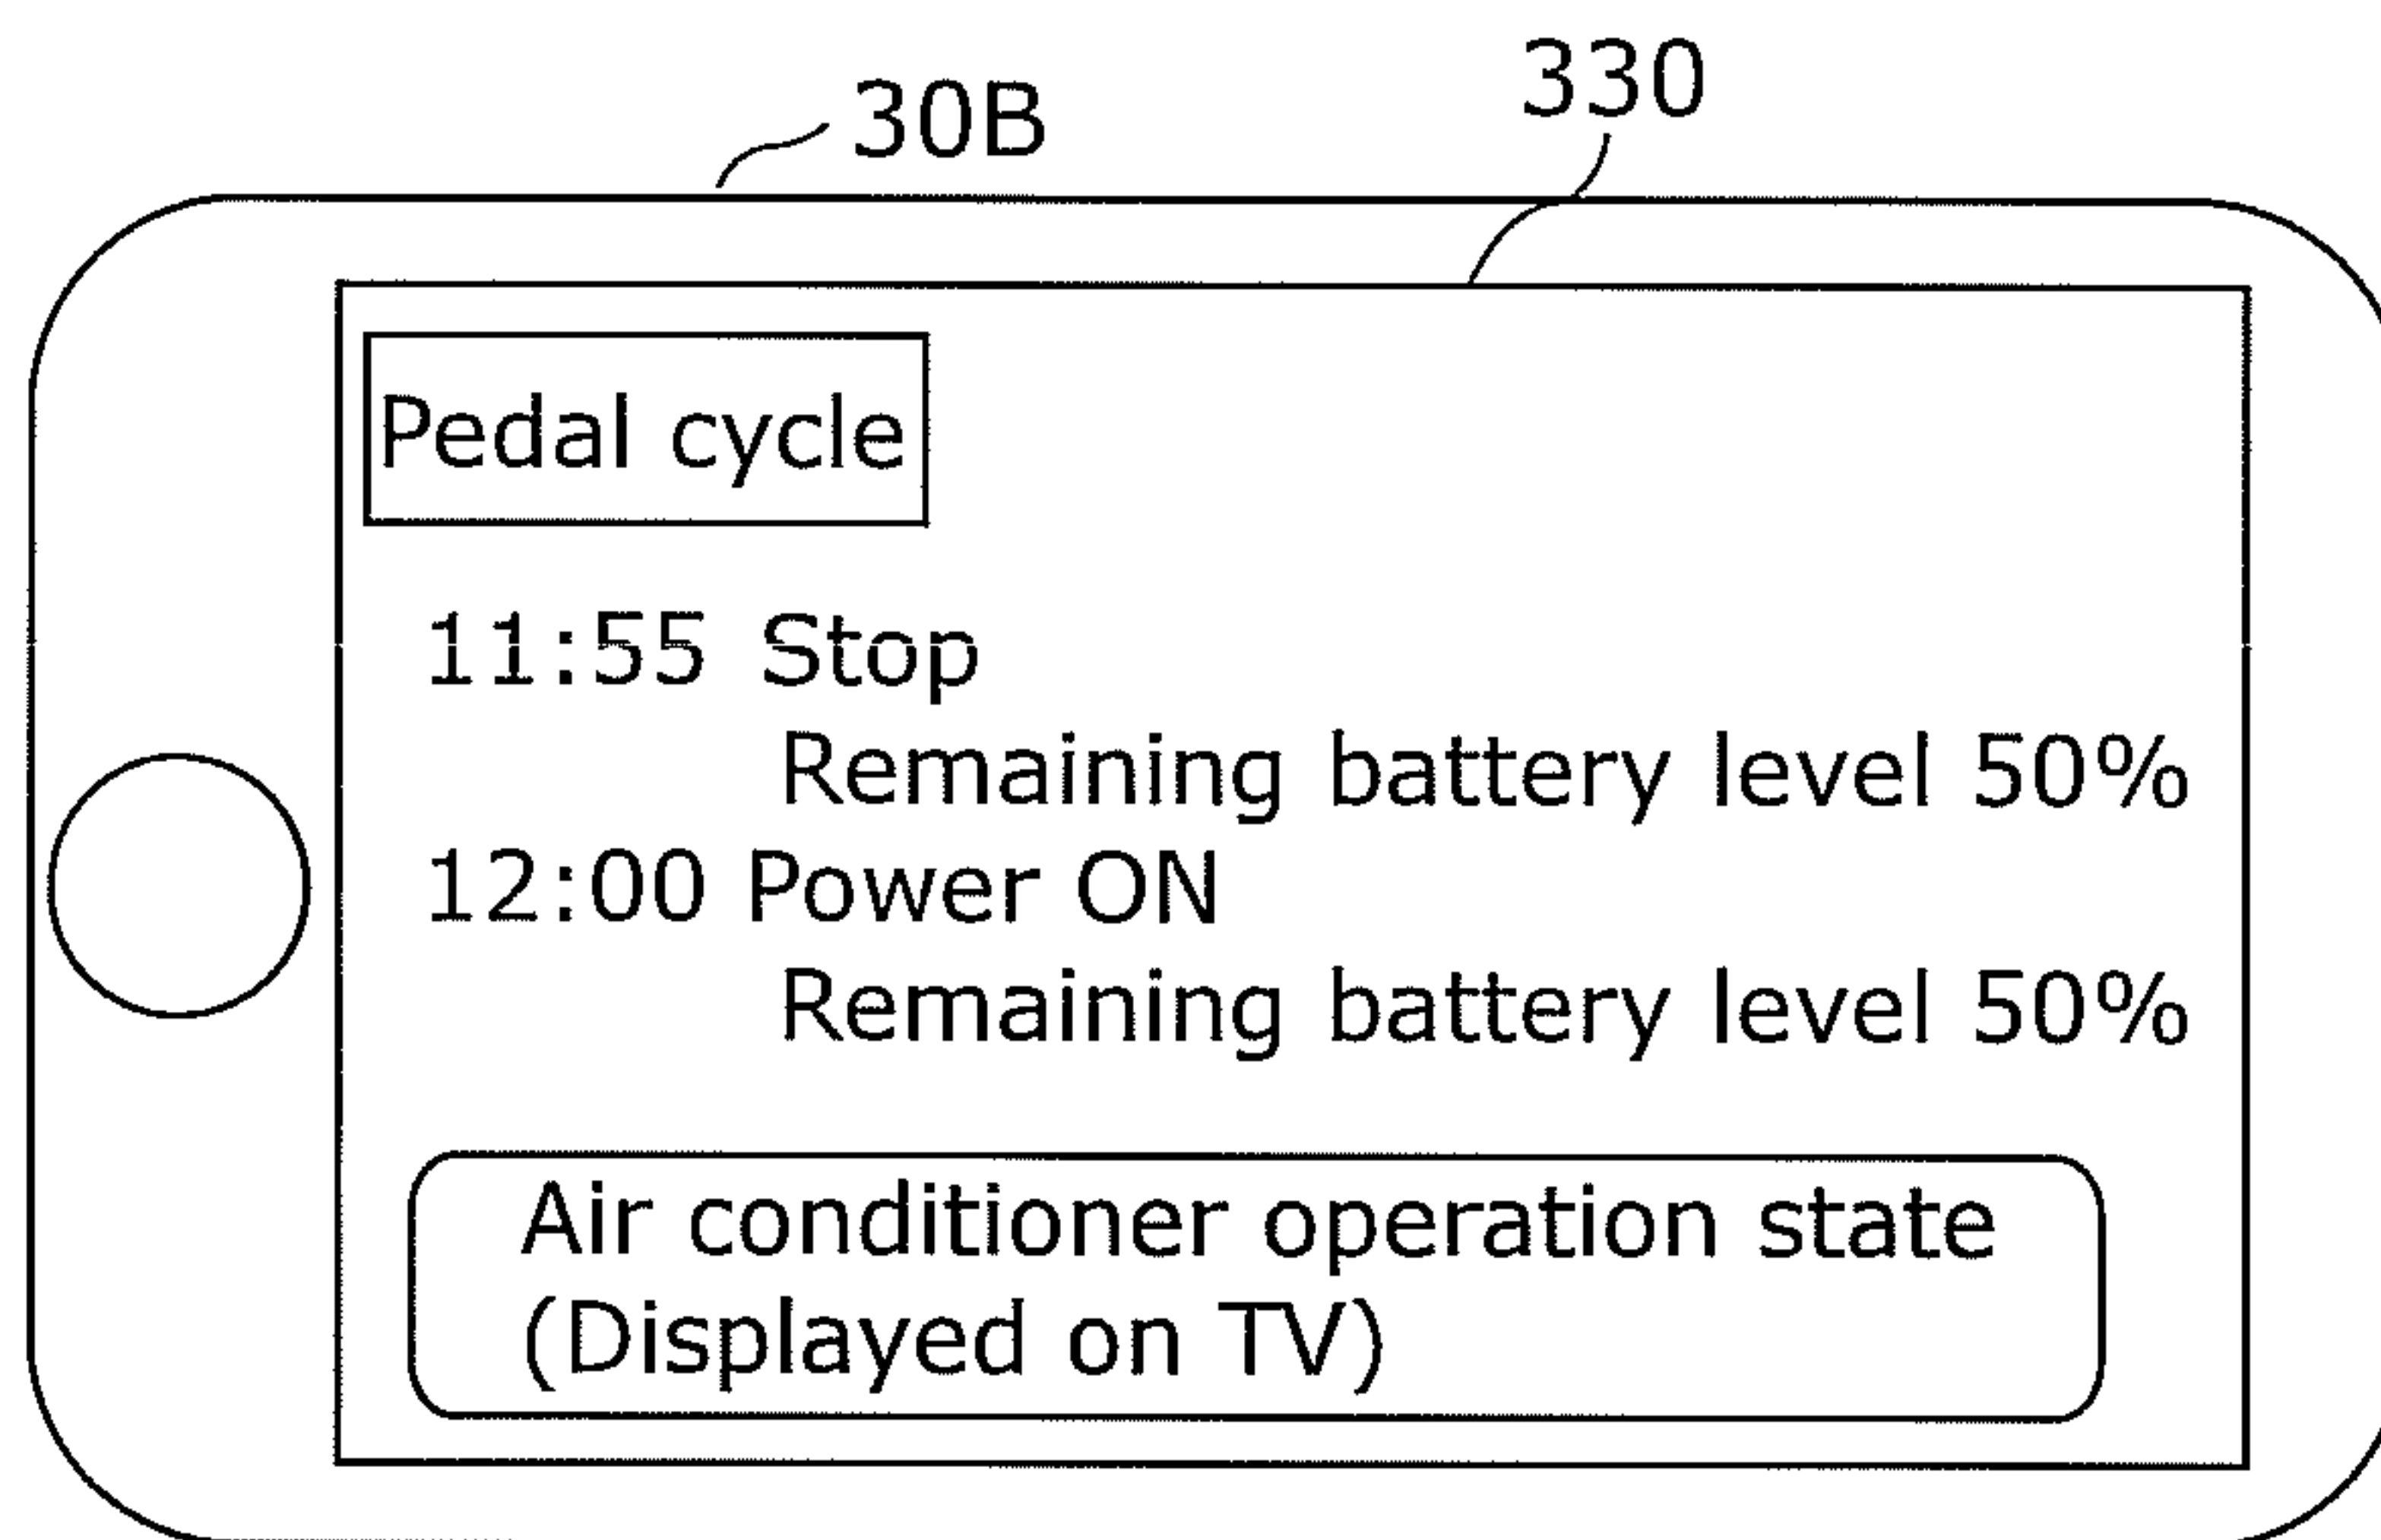 30B
330
Pedal cycle
11:55 Stop
Remaining battery level 50%
12:00 Power ON
Remaining battery level 50%
Air conditioner operation state
(Displayed on TV)